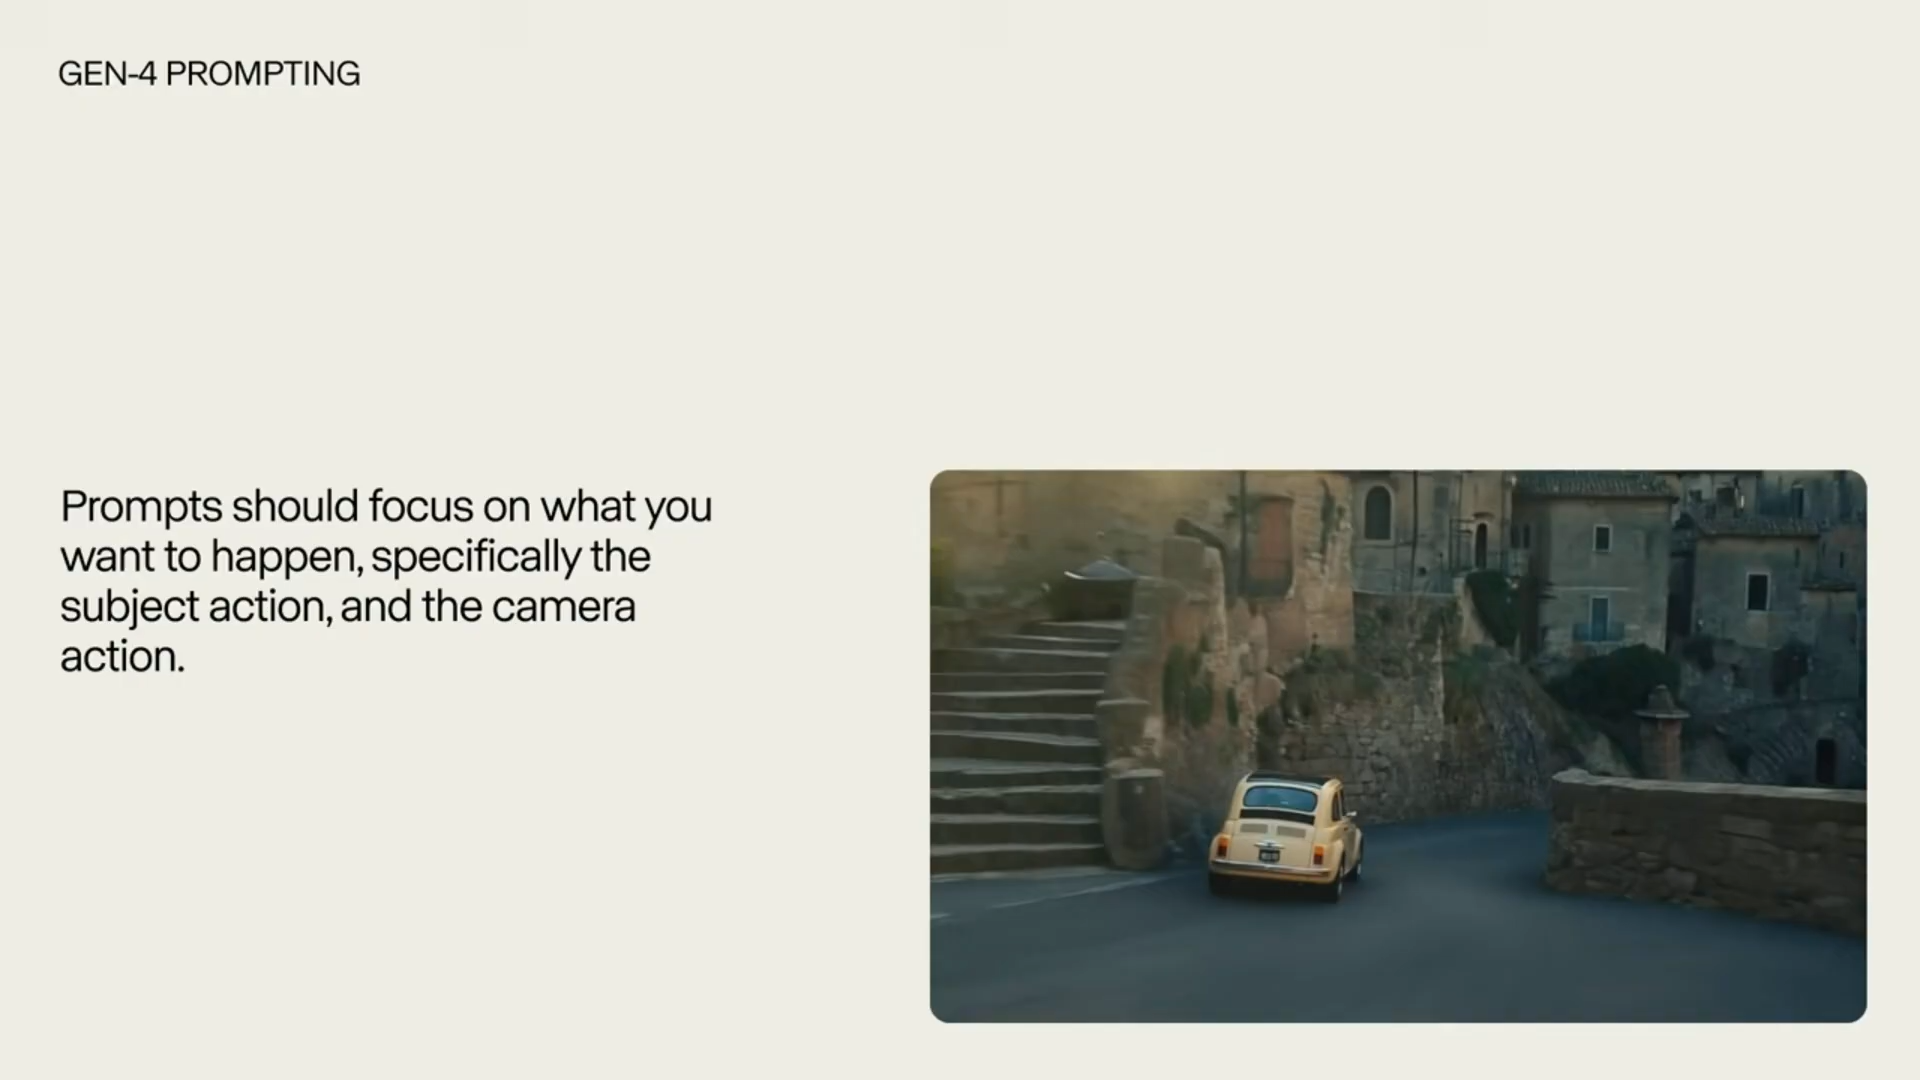 GEN-4 PROMPTING
Prompts should focus on what you
want to happen, specifically the
subject action, and the camera
action.